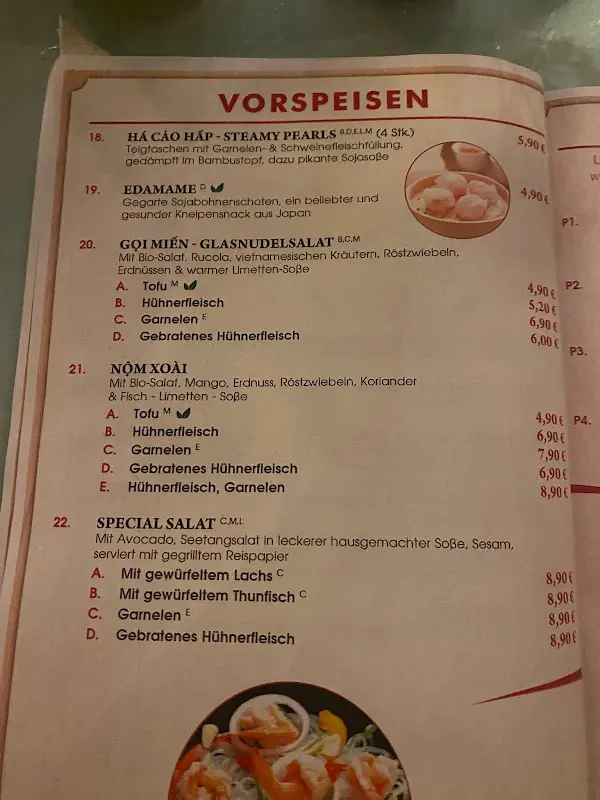 VORSPEISEN
18. HÁ CẢO HẤP - STEAMY PEARLS B,D,E,L,M (4 Stk.) 5,90 €
Teigtaschen mit Garnelen- & Schweinefleischfüllung,
gedämpft im Bambustopf, dazu pikante Sojasoße
19. EDAMAME D 4,90 €
Gegarte Sojabohnenschoten, ein beliebter und
gesunder Kneipensnack aus Japan
20. GỌI MIẾN - GLASNUDELSALAT B,C,M
Mit Bio-Salat, Rucola, vietnamesischen Kräutern, Röstzwiebeln,
Erdnüssen & warmer Limetten-Soße
A. Tofu M 4,90 €
B. Hühnerfleisch 5,20 €
C. Garnelen E 6,90 €
D. Gebratenes Hühnerfleisch 6,00 €
21. NỘM XOÀI
Mit Bio-Salat, Mango, Erdnuss, Röstzwiebeln, Koriander
& Fisch - Limetten - Soße
A. Tofu M 4,90 €
B. Hühnerfleisch 6,90 €
C. Garnelen E 7,90 €
D. Gebratenes Hühnerfleisch 6,90 €
E. Hühnerfleisch, Garnelen 8,90 €
22. SPECIAL SALAT C,M,L
Mit Avocado, Seetangsalat in leckerer hausgemachter Soße, Sesam,
serviert mit gegrilltem Reispapier
A. Mit gewürfeltem Lachs C 8,90 €
B. Mit gewürfeltem Thunfisch C 8,90 €
C. Garnelen E 8,90 €
D. Gebratenes Hühnerfleisch 8,90 €
P1.
P2.
P3.
P4.